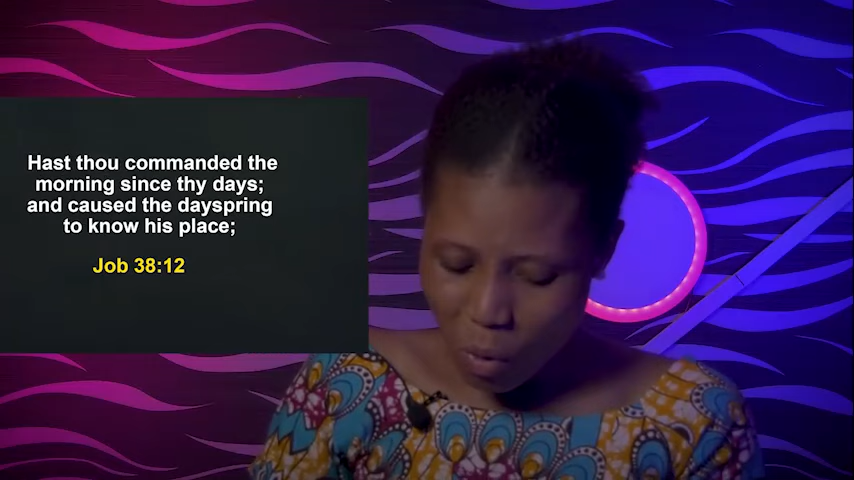 Hast thou commanded the
morning since thy days;
and caused the dayspring
to know his place;
Job 38:12